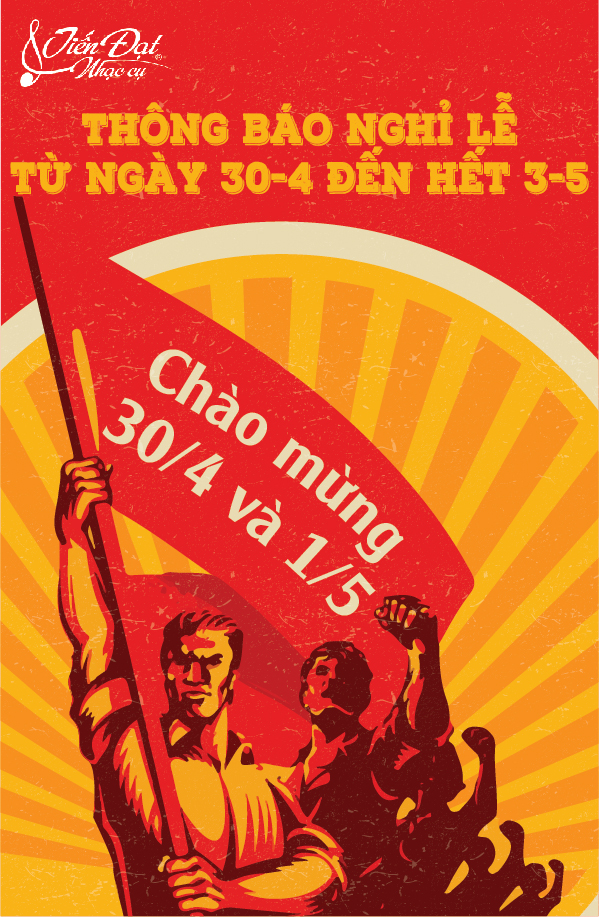 Tiến Đạt
Nhạc cụ
THÔNG BÁO NGHỈ LỄ
TỪ NGÀY 30-4 ĐẾN HẾT 3-5
Chào mừng
30/4 và 1/5